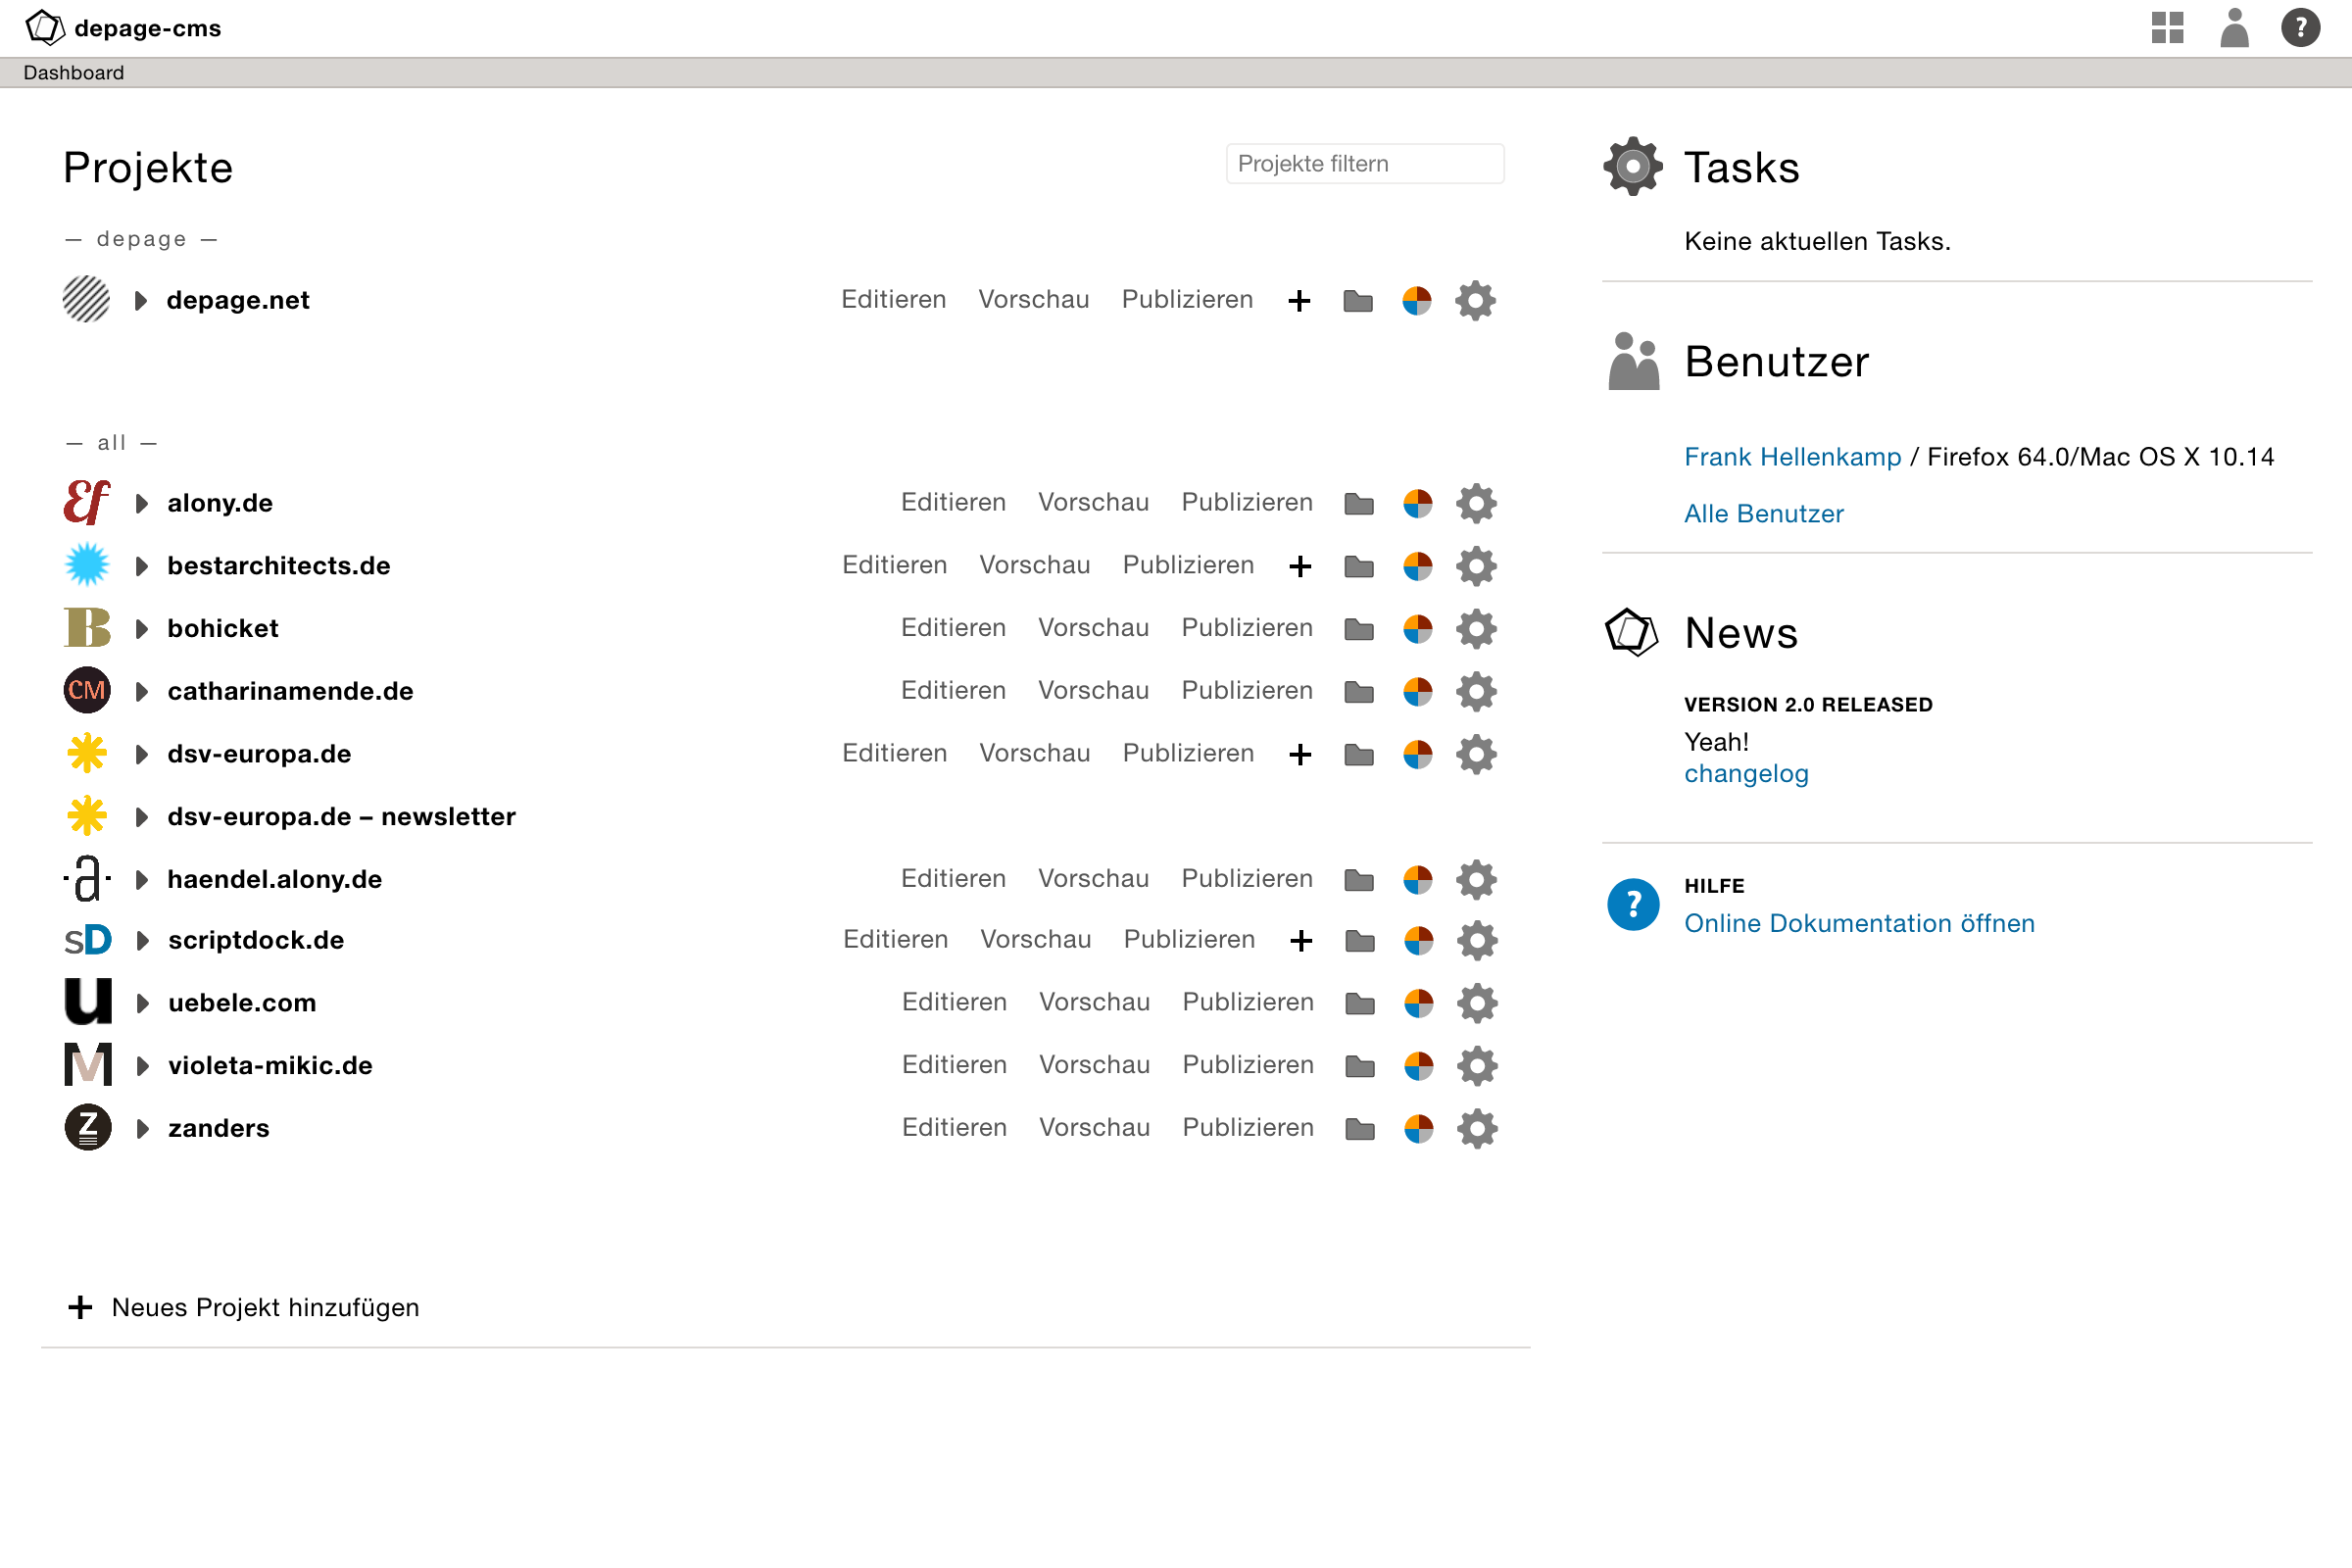 depage-cms
?
Dashboard
Projekte
Projekte filtern
— depage —
depage.net Editieren Vorschau Publizieren
— all —
alony.de Editieren Vorschau Publizieren
bestarchitects.de Editieren Vorschau Publizieren
B bohicket Editieren Vorschau Publizieren
CM catharinamende.de Editieren Vorschau Publizieren
dsv-europa.de Editieren Vorschau Publizieren
dsv-europa.de – newsletter
·a· haendel.alony.de Editieren Vorschau Publizieren
sD scriptdock.de Editieren Vorschau Publizieren
u uebele.com Editieren Vorschau Publizieren
M violeta-mikic.de Editieren Vorschau Publizieren
Z zanders Editieren Vorschau Publizieren
Neues Projekt hinzufügen
Tasks
Keine aktuellen Tasks.
Benutzer
Frank Hellenkamp / Firefox 64.0/Mac OS X 10.14
Alle Benutzer
News
VERSION 2.0 RELEASED
Yeah!
changelog
?
HILFE
Online Dokumentation öffnen